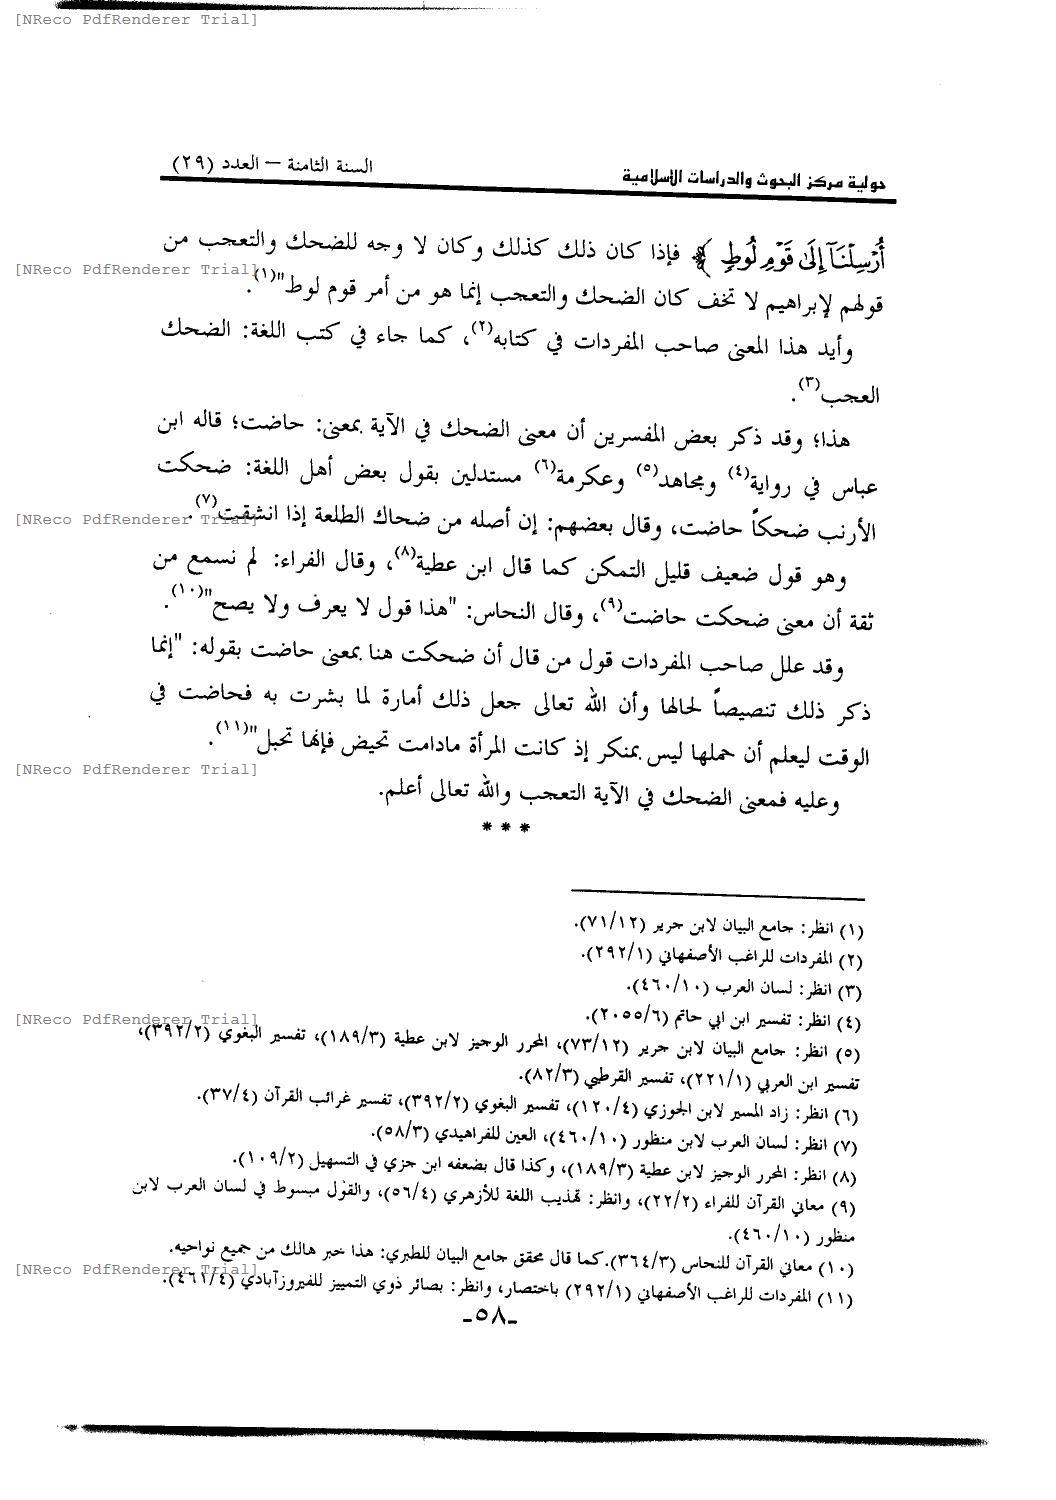 [NReco PdfRenderer Trial]
حولية مركز البحوث والدراسات الإسلامية
السنة الثامنة – العدد (٢٩)
أَرْسِلْنَآ إِلَىٰ قَوْمِ لُوطٍ ﴾ فإذا كان ذلك كذلك وكان لا وجه للضحك والتعجب من
[NReco PdfRenderer Trial]
قولهم لإبراهيم لا تخف كان الضحك والتعجب إنما هو من أمر قوم لوط"(١).
وأيد هذا المعنى صاحب المفردات في كتابه(٢)، كما جاء في كتب اللغة: الضحك
العجب(٣).
هذا؛ وقد ذكر بعض المفسرين أن معنى الضحك في الآية بمعنى: حاضت؛ قاله ابن
عباس في رواية(٤) ومجاهد(٥) وعكرمة(٦) مستدلين بقول بعض أهل اللغة: ضحكت
الأرنب ضحكاً حاضت، وقال بعضهم: إن أصله من ضحاك الطلعة إذا انشقت(٧).
[NReco PdfRenderer Trial]
وهو قول ضعيف قليل التمكن كما قال ابن عطية(٨)، وقال الفراء: لم نسمع من
ثقة أن معنى ضحكت حاضت(٩)، وقال النحاس: "هذا قول لا يعرف ولا يصح"(١٠).
وقد علل صاحب المفردات قول من قال أن ضحكت هنا بمعنى حاضت بقوله: "إنما
ذكر ذلك تنصيصاً لحالها وأن الله تعالى جعل ذلك أمارة لما بشرت به فحاضت في
الوقت ليعلم أن حملها ليس بمنكر إذ كانت المرأة مادامت تحيض فإنها تحبل"(١١).
[NReco PdfRenderer Trial]
وعليه فمعنى الضحك في الآية التعجب والله تعالى أعلم.
* * *
(١) انظر: جامع البيان لابن جرير (٧١/١٢).
(٢) المفردات للراغب الأصفهاني (٢٩٢/١).
(٣) انظر: لسان العرب (٤٦٠/١٠).
(٤) انظر: تفسير ابن ابي حاتم (٢٠٥٥/٦).
[NReco PdfRenderer Trial]
(٥) انظر: جامع البيان لابن جرير (٧٣/١٢)، المحرر الوجيز لابن عطية (١٨٩/٣)، تفسير البغوي (٣٩٢/٢)،
تفسير ابن العربي (٢٢١/١)، تفسير القرطبي (٨٢/٣).
(٦) انظر: زاد المسير لابن الجوزي (١٢٠/٤)، تفسير البغوي (٣٩٢/٢)، تفسير غرائب القرآن (٣٧/٤).
(٧) انظر: لسان العرب لابن منظور (٤٦٠/١٠)، العين للفراهيدي (٥٨/٣).
(٨) انظر: المحرر الوجيز لابن عطية (١٨٩/٣)، وكذا قال بضعفه ابن جزي في التسهيل (١٠٩/٢).
(٩) معاني القرآن للفراء (٢٢/٢)، وانظر: تهذيب اللغة للأزهري (٥٦/٤)، والقول مبسوط في لسان العرب لابن
منظور (٤٦٠/١٠).
(١٠) معاني القرآن للنحاس (٣٦٤/٣).كما قال محقق جامع البيان للطبري: هذا خبر هالك من جميع نواحيه.
[NReco PdfRenderer Trial]
(١١) المفردات للراغب الأصفهاني (٢٩٢/١) باختصار، وانظر: بصائر ذوي التمييز للفيروزآبادي (٤٦١/٤).
-٥٨-